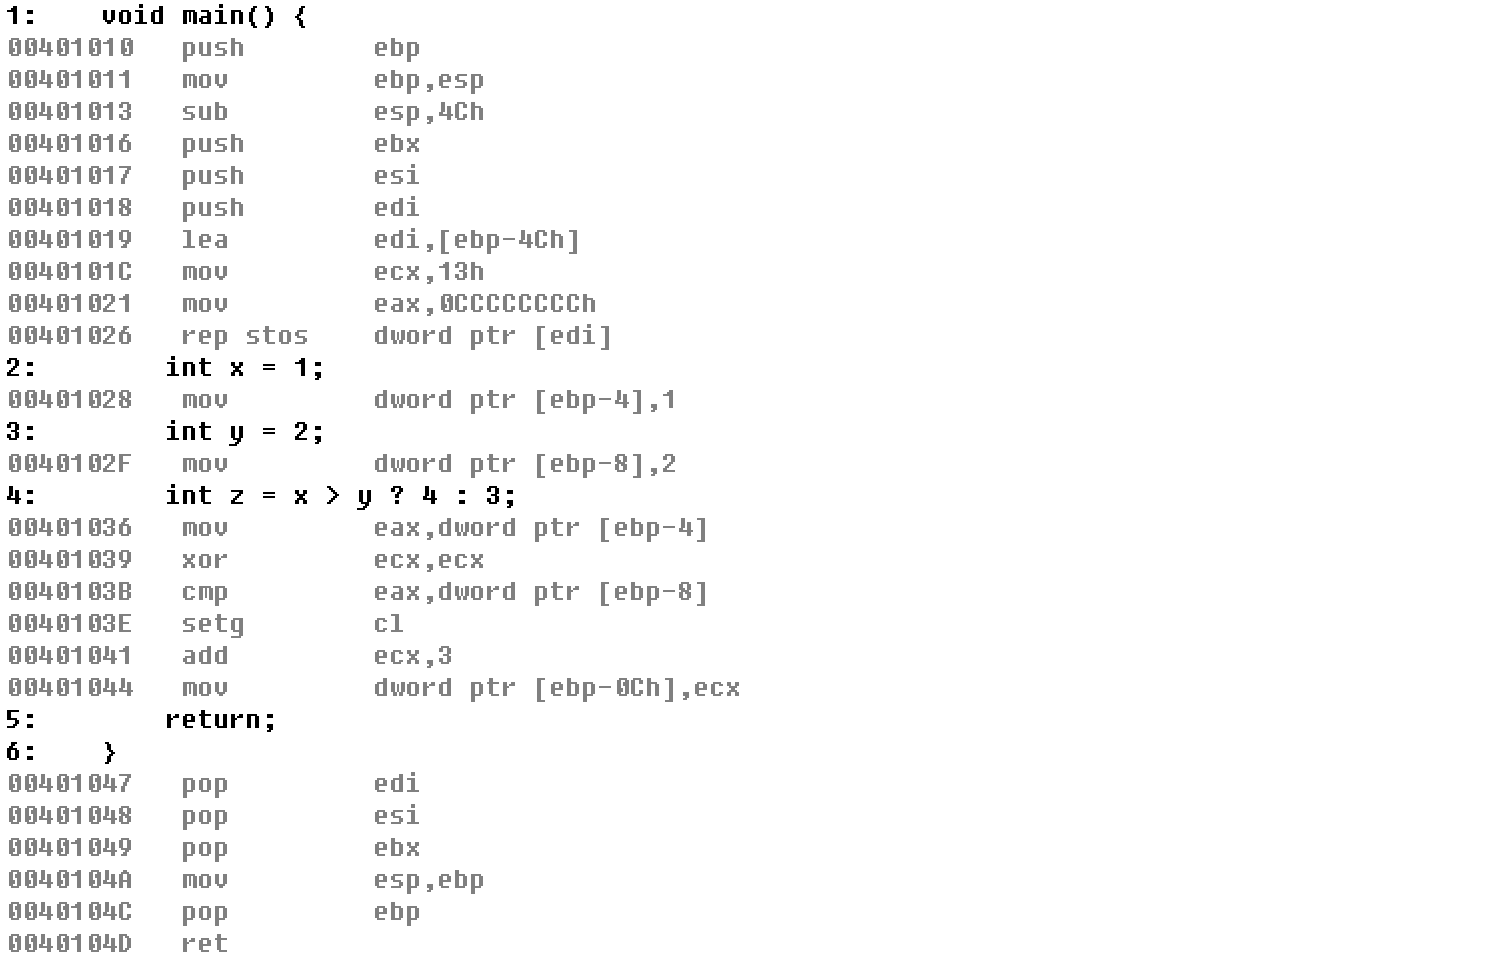 1:    void main() {
00401010   push        ebp
00401011   mov         ebp,esp
00401013   sub         esp,4Ch
00401016   push        ebx
00401017   push        esi
00401018   push        edi
00401019   lea         edi,[ebp-4Ch]
0040101C   mov         ecx,13h
00401021   mov         eax,0CCCCCCCCh
00401026   rep stos    dword ptr [edi]
2:        int x = 1;
00401028   mov         dword ptr [ebp-4],1
3:        int y = 2;
0040102F   mov         dword ptr [ebp-8],2
4:        int z = x > y ? 4 : 3;
00401036   mov         eax,dword ptr [ebp-4]
00401039   xor         ecx,ecx
0040103B   cmp         eax,dword ptr [ebp-8]
0040103E   setg        cl
00401041   add         ecx,3
00401044   mov         dword ptr [ebp-0Ch],ecx
5:        return;
6:    }
00401047   pop         edi
00401048   pop         esi
00401049   pop         ebx
0040104A   mov         esp,ebp
0040104C   pop         ebp
0040104D   ret